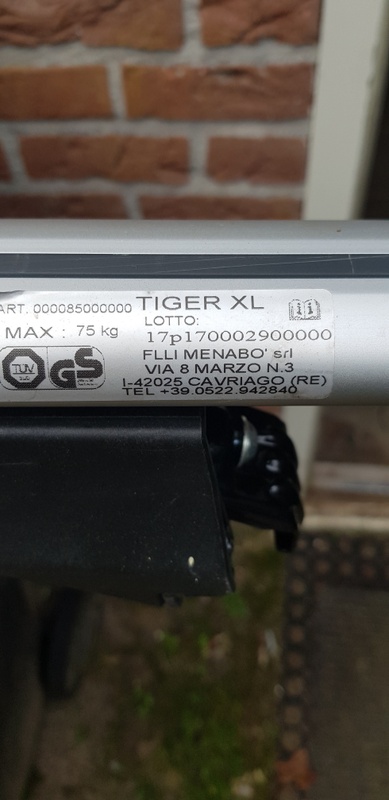 ART. 000085000000 TIGER XL
MAX : 75 kg
LOTTO:
17p170002900000
FLLI MENABO' srl
VIA 8 MARZO N.3
I-42025 CAVRIAGO (RE)
TEL +39.0522.942840
TÜV
GS